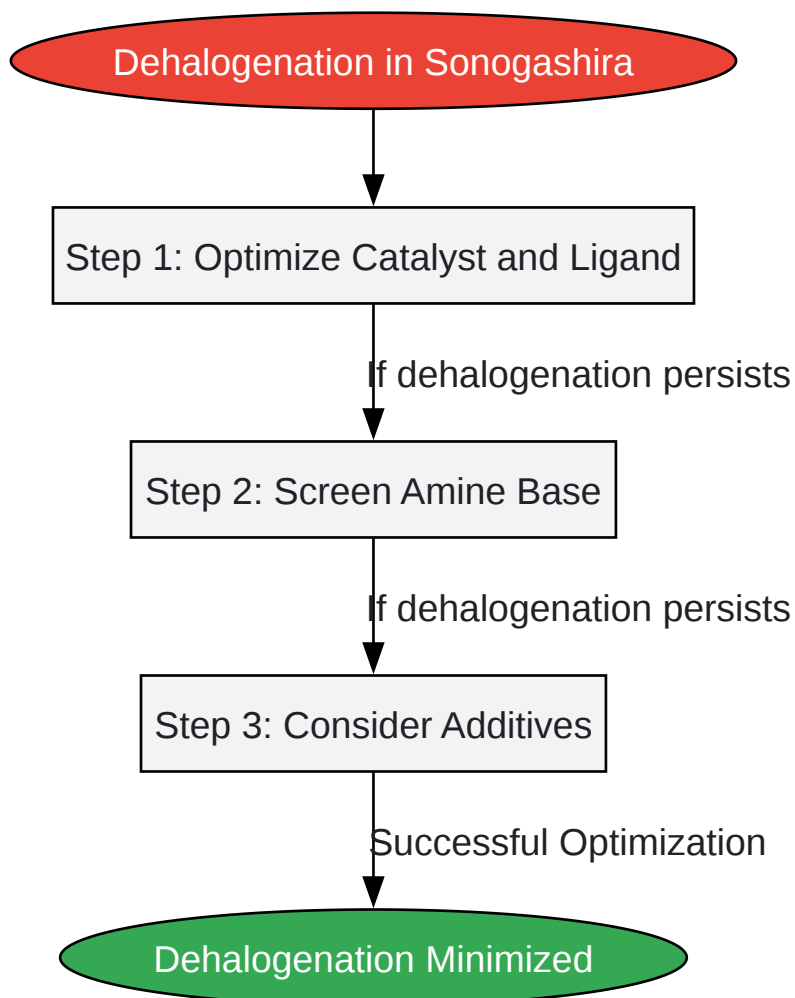 Dehalogenation in Sonogashira
Step 1: Optimize Catalyst and Ligand
If dehalogenation persists
Step 2: Screen Amine Base
If dehalogenation persists
Step 3: Consider Additives
Successful Optimization
Dehalogenation Minimized